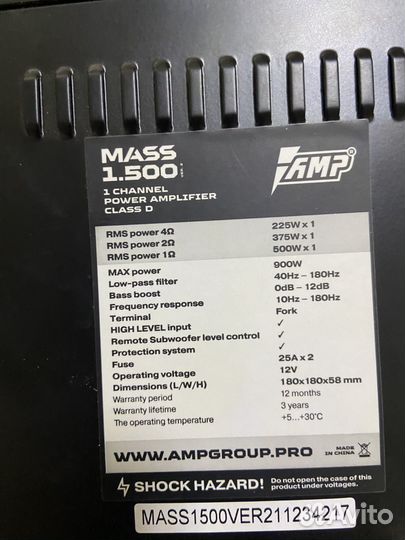 MASS
1.500
1 CHANNEL
POWER AMPLIFIER
CLASS D
AMP®
RMS power 4Ω 225W x 1
RMS power 2Ω 375W x 1
RMS power 1Ω 500W x 1
MAX power 900W
Low-pass filter 40Hz – 180Hz
Bass boost 0dB – 12dB
Frequency response 10Hz – 180Hz
Terminal Fork
HIGH LEVEL input ✓
Remote Subwoofer level control ✓
Protection system ✓
Fuse 25A x 2
Operating voltage 12V
Dimensions (L/W/H) 180x180x58 mm
Warranty period 12 months
Warranty lifetime 3 years
The operating temperature +5...+30°C
WWW.AMPGROUP.PRO
MADE
IN CHINA
SHOCK HAZARD!
Do not open the case of this
product under voltages.
MASS1500VER211234217
Avito